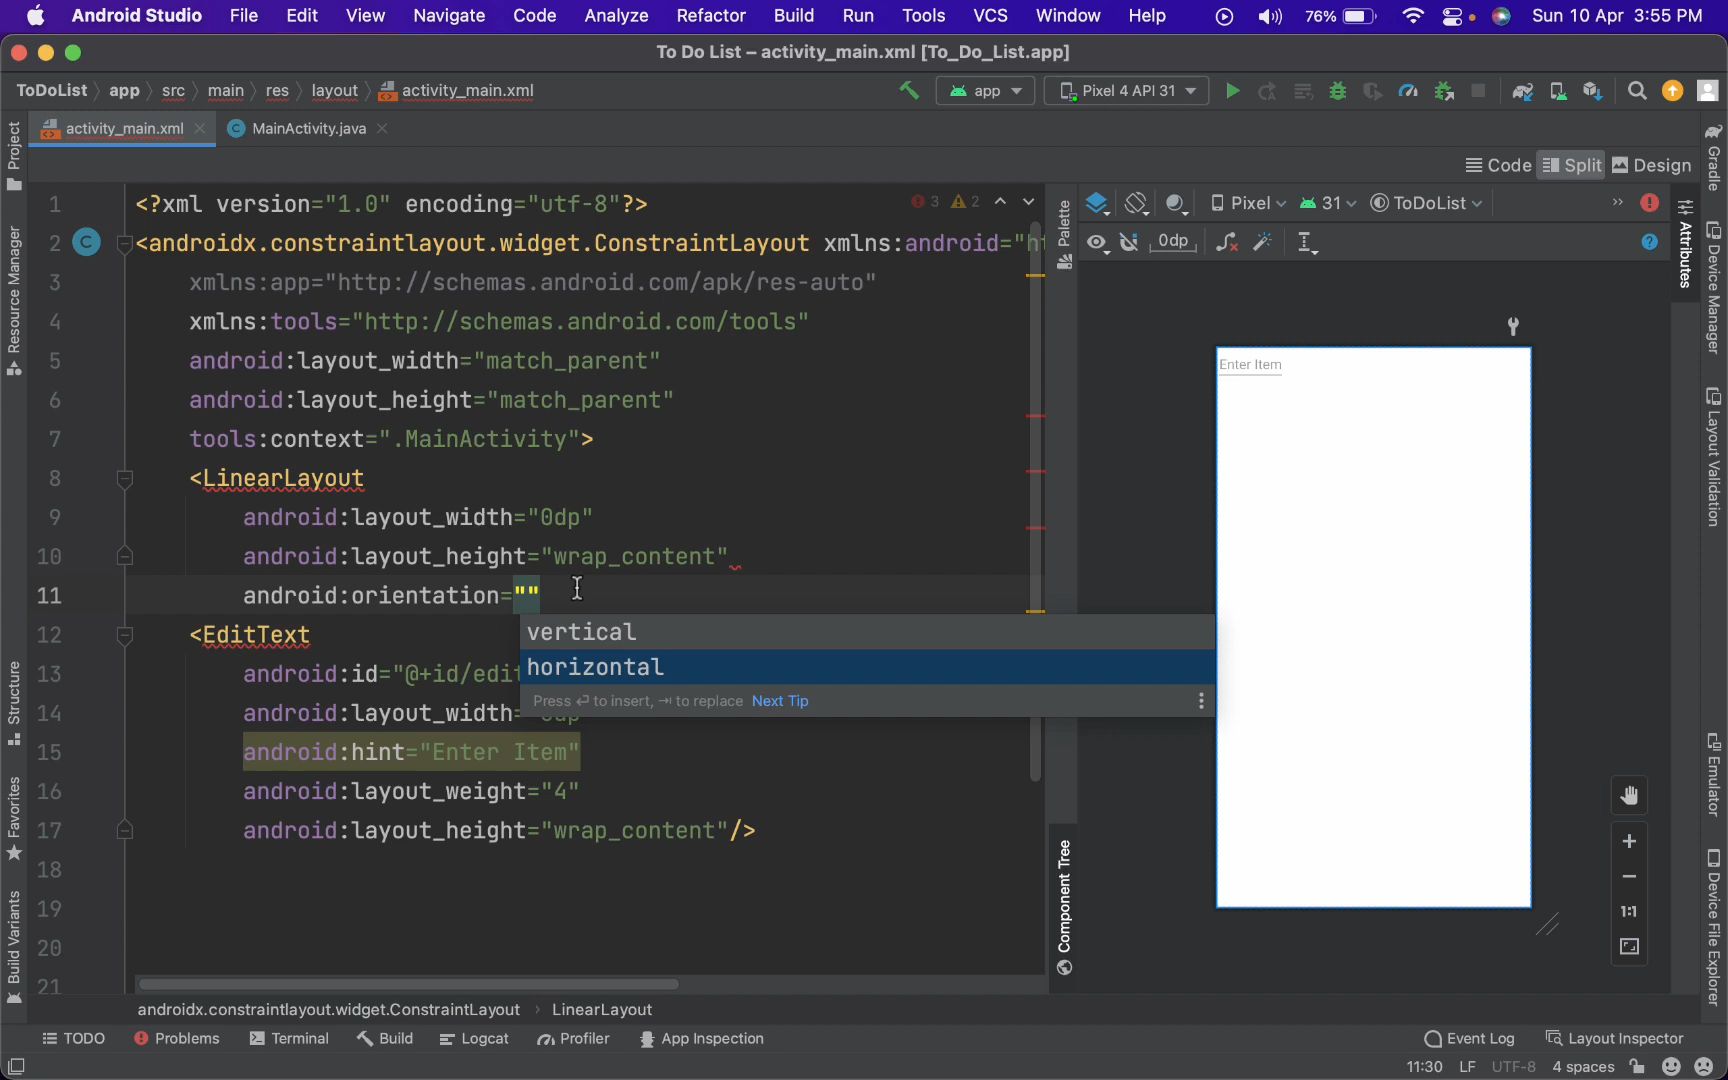 Android Studio File Edit View Navigate Code Analyze Refactor Build Run Tools VCS Window Help 76% Sun 10 Apr 3:55 PM
To Do List – activity_main.xml [To_Do_List.app]
ToDoList app src main res layout activity_main.xml app Pixel 4 API 31
activity_main.xml MainActivity.java
Code Split Design
1 <?xml version="1.0" encoding="utf-8"?> 3 2
2 C <androidx.constraintlayout.widget.ConstraintLayout xmlns:android="ht
3 xmlns:app="http://schemas.android.com/apk/res-auto"
4 xmlns:tools="http://schemas.android.com/tools"
5 android:layout_width="match_parent"
6 android:layout_height="match_parent"
7 tools:context=".MainActivity">
8 <LinearLayout
9 android:layout_width="0dp"
10 android:layout_height="wrap_content"
11 android:orientation=""
vertical
horizontal
Press ↩ to insert, ⇥ to replace Next Tip
12 <EditText
13 android:id="@+id/edit
14 android:layout_width=
15 android:hint="Enter Item"
16 android:layout_weight="4"
17 android:layout_height="wrap_content"/>
18
19
20
21
Pixel 31 ToDoList
0dp
Enter Item
1:1
Project
Resource Manager
Structure
Favorites
Build Variants
Palette
Component Tree
Attributes
Gradle
Device Manager
Layout Validation
Emulator
Device File Explorer
androidx.constraintlayout.widget.ConstraintLayout › LinearLayout
TODO Problems Terminal Build Logcat Profiler App Inspection Event Log Layout Inspector
11:30 LF UTF-8 4 spaces